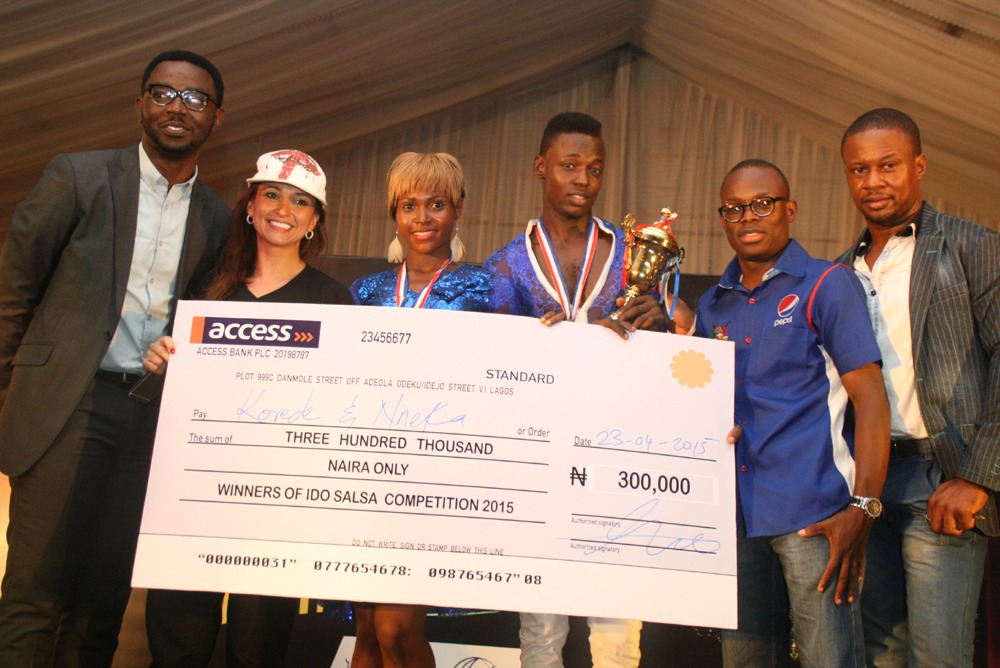 access
ACCESS BANK PLC 20198787
23456677
STANDARD
PLOT 999C DANMOLE STREET OFF ADEOLA ODEKU/IDEJO STREET V.I LAGOS
Pay Korede & Nneka or Order
Date 23-04-2015
The sum of THREE HUNDRED THOUSAND
NAIRA ONLY
₦ 300,000
WINNERS OF IDO SALSA COMPETITION 2015
Authorized signatory
Authorized signatory
DO NOT WRITE SIGN OR STAMP BELOW THIS LINE
"000000031" 0777654678: 098765467"08
pepsi